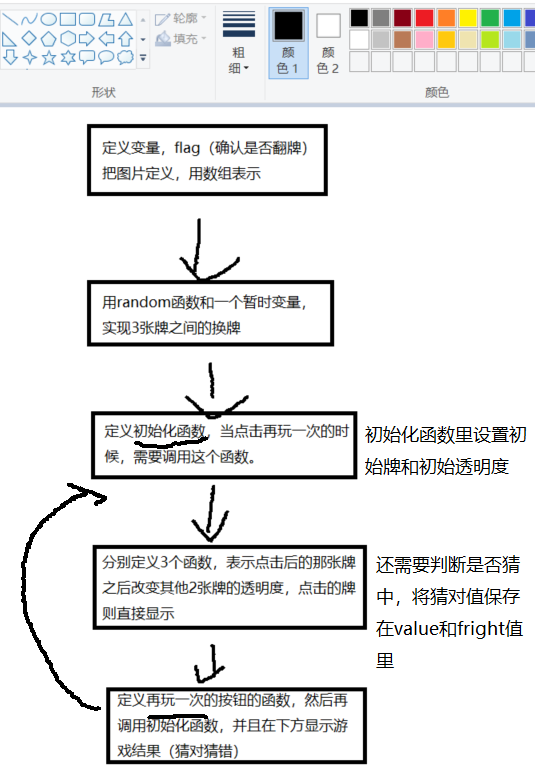 轮廓
填充
形状
粗
细
颜
色 1
颜
色 2
颜色
定义变量，flag（确认是否翻牌）
把图片定义，用数组表示
用random函数和一个暂时变量，
实现3张牌之间的换牌
定义初始化函数，当点击再玩一次的时
候，需要调用这个函数。
初始化函数里设置初
始牌和初始透明度
分别定义3个函数，表示点击后的那张牌
之后改变其他2张牌的透明度，点击的牌
则直接显示
还需要判断是否猜
中，将猜对值保存
在value和fright值
里
定义再玩一次的按钮的函数，然后再
调用初始化函数，并且在下方显示游
戏结果（猜对猜错）